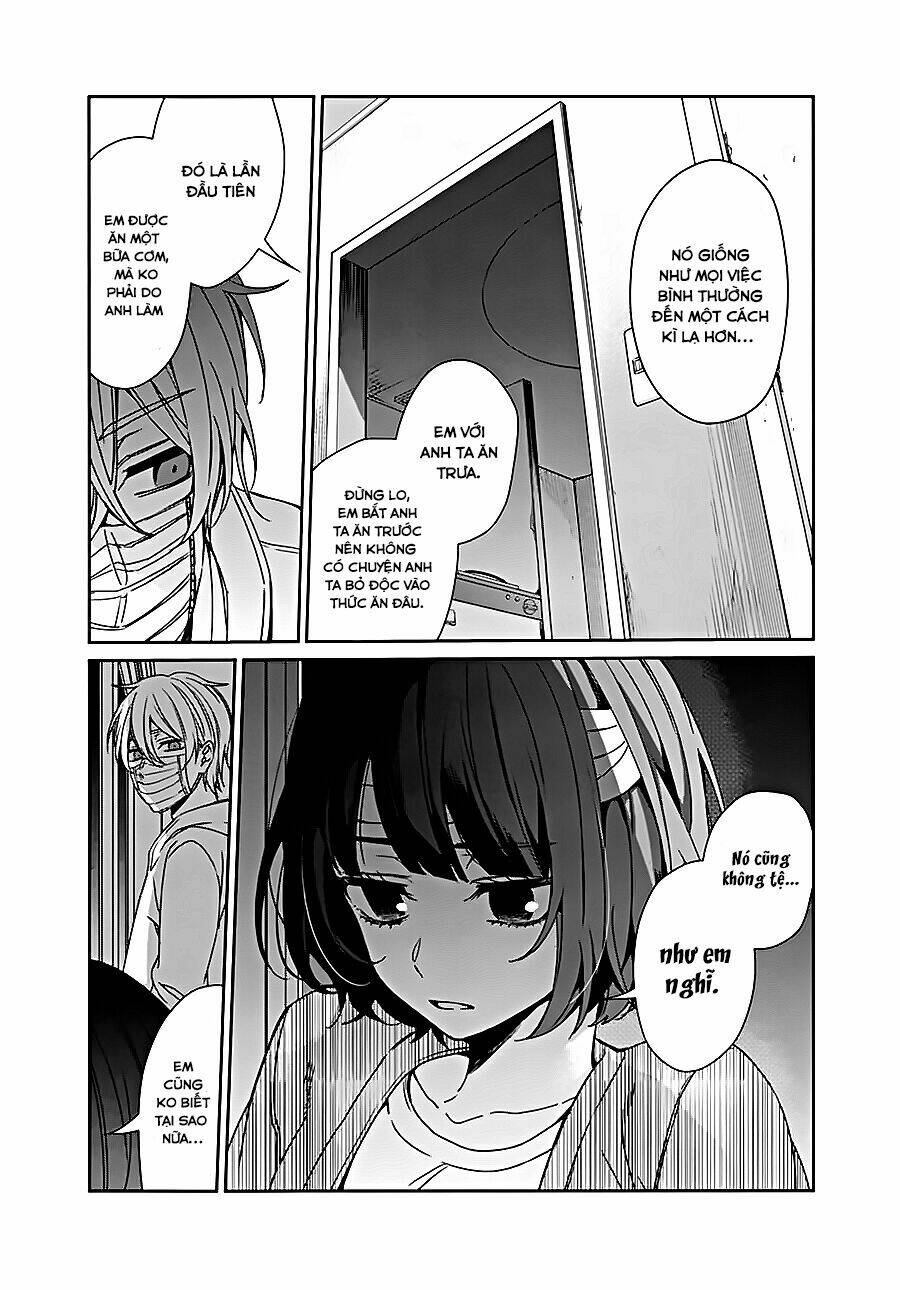 NÓ GIỐNG
NHƯ MỌI VIỆC
BÌNH THƯỜNG
ĐẾN MỘT CÁCH
KÌ LẠ HƠN...
EM VỚI
ANH TA ĂN
TRƯA.
ĐỪNG LO,
EM BẮT ANH
TA ĂN TRƯỚC
NÊN KHÔNG
CÓ CHUYỆN ANH
TA BỎ ĐỘC VÀO
THỨC ĂN ĐÂU.
ĐÓ LÀ LẦN
ĐẦU TIÊN
EM ĐƯỢC
ĂN MỘT
BỮA CƠM,
MÀ KO
PHẢI DO
ANH LÀM
Nó cũng
không tệ...
như em
nghĩ.
EM
CŨNG
KO BIẾT
TẠI SAO
NỮA...